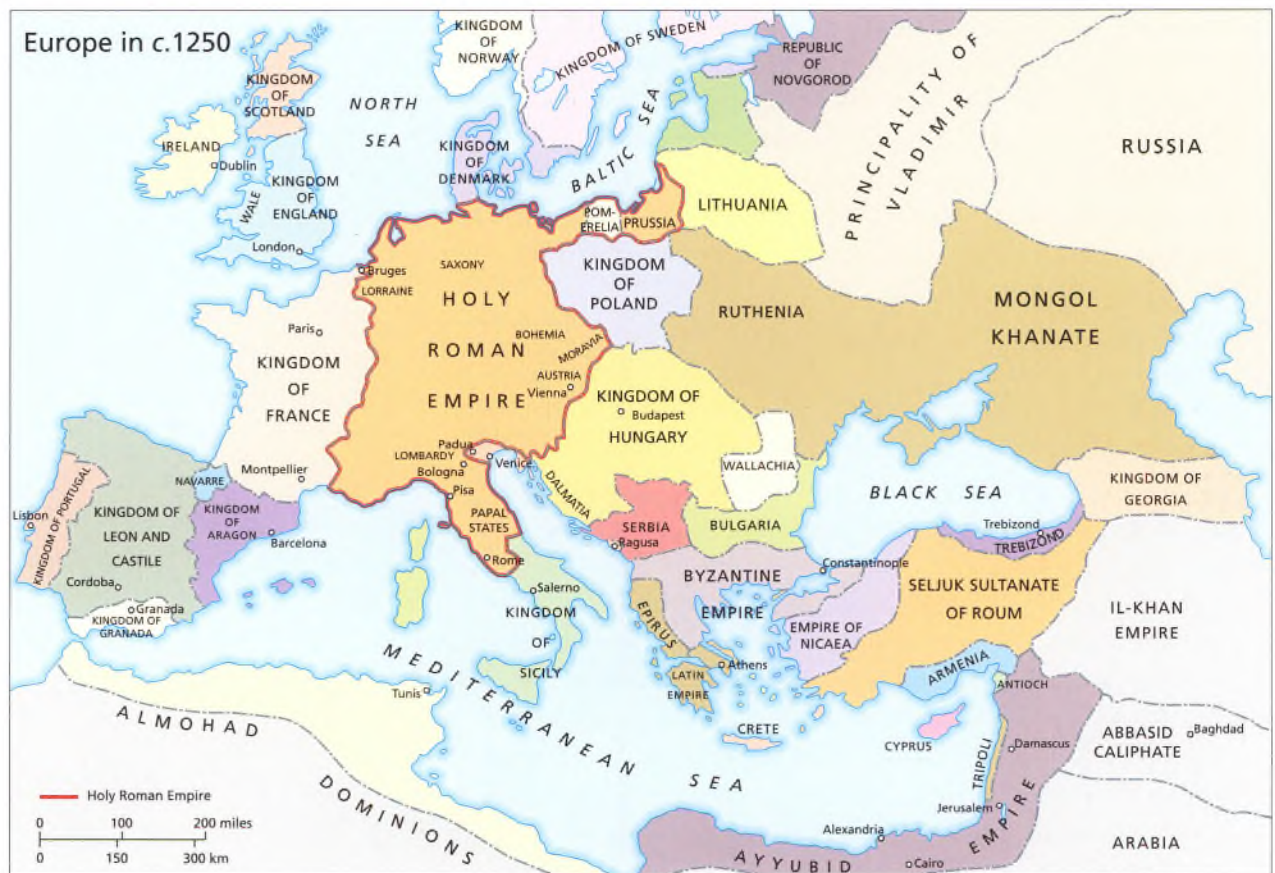 Europe in c.1250
KINGDOM
OF
NORWAY
KINGDOM OF SWEDEN
REPUBLIC
OF
NOVGOROD
PRINCIPALITY OF
VLADIMIR
RUSSIA
KINGDOM
OF
SCOTLAND
NORTH
SEA
BALTIC SEA
IRELAND
Dublin
KINGDOM
OF
DENMARK
KINGDOM
OF
ENGLAND
WALE
London
POM-
ERELIA
PRUSSIA
LITHUANIA
Bruges
LORRAINE
SAXONY
HOLY
ROMAN
EMPIRE
KINGDOM
OF
POLAND
RUTHENIA
MONGOL
KHANATE
Paris
KINGDOM
OF
FRANCE
BOHEMIA
MORAVIA
AUSTRIA
Vienna
KINGDOM OF
Budapest
HUNGARY
WALLACHIA
Padua
LOMBARDY
Bologna
Venice
Pisa
DALMATIA
Montpellier
NAVARRE
KINGDOM OF PORTUGAL
Lisbon
KINGDOM OF
LEON AND
CASTILE
KINGDOM
OF
ARAGON
Barcelona
Cordoba
Granada
KINGDOM OF
GRANADA
PAPAL
STATES
Rome
SERBIA
Ragusa
BULGARIA
BLACK SEA
KINGDOM OF
GEORGIA
Trebizond
TREBIZOND
Salerno
KINGDOM
OF
SICILY
BYZANTINE
EMPIRE
Constantinople
EPIRUS
LATIN
EMPIRE
Athens
EMPIRE OF
NICAEA
SELJUK SULTANATE
OF ROUM
IL-KHAN
EMPIRE
ARMENIA
ANTIOCH
CRETE
CYPRUS
TRIPOLI
Damascus
ABBASID
CALIPHATE
Baghdad
Jerusalem
Tunis
MEDITERRANEAN SEA
ALMOHAD
DOMINIONS
Alexandria
Cairo
AYYUBID EMPIRE
ARABIA
Holy Roman Empire
0 100 200 miles
0 150 300 km